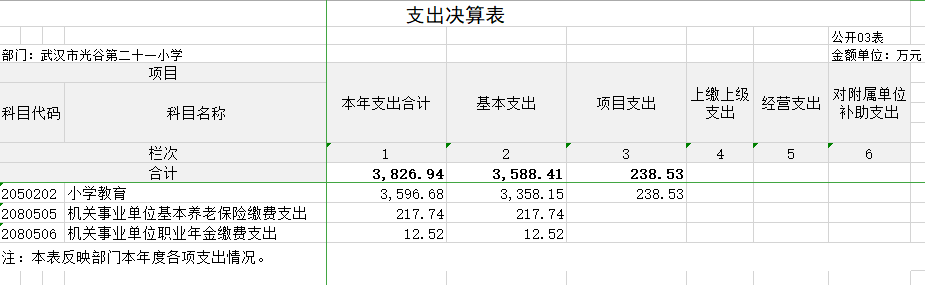 支出决算表
公开03表
部门：武汉市光谷第二十一小学 金额单位：万元
项目 本年支出合计 基本支出 项目支出 上缴上级支出 经营支出 对附属单位补助支出
科目代码 科目名称
栏次 1 2 3 4 5 6
合计 3,826.94 3,588.41 238.53
2050202 小学教育 3,596.68 3,358.15 238.53
2080505 机关事业单位基本养老保险缴费支出 217.74 217.74
2080506 机关事业单位职业年金缴费支出 12.52 12.52
注：本表反映部门本年度各项支出情况。